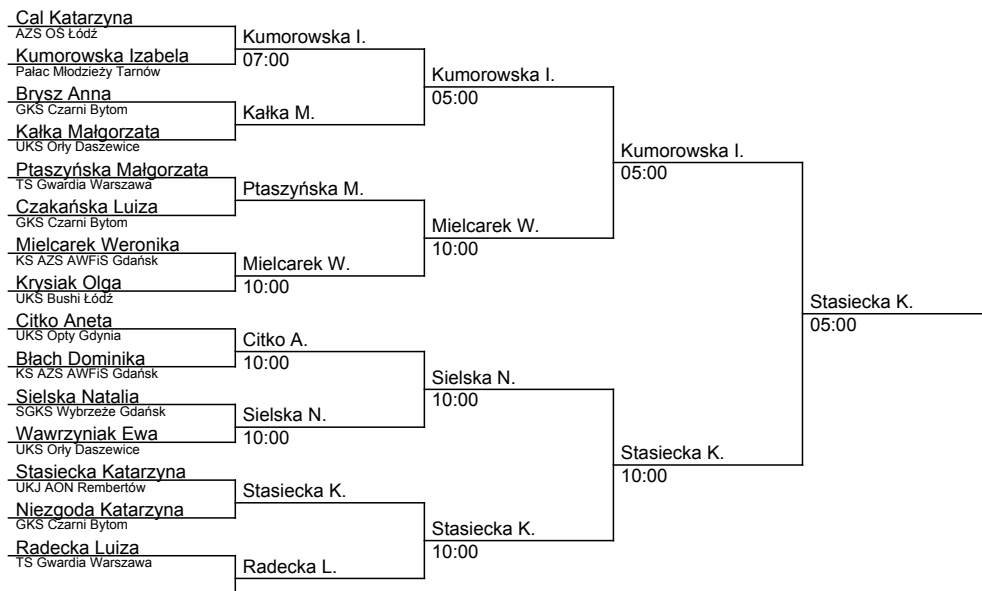 Cal Katarzyna
AZS OŚ Łódź
Kumorowska Izabela
Pałac Młodzieży Tarnów
Brysz Anna
GKS Czarni Bytom
Kałka Małgorzata
UKS Orły Daszewice
Ptaszyńska Małgorzata
TS Gwardia Warszawa
Czakańska Luiza
GKS Czarni Bytom
Mielcarek Weronika
KS AZS AWFiS Gdańsk
Krysiak Olga
UKS Bushi Łódź
Citko Aneta
UKS Opty Gdynia
Błach Dominika
KS AZS AWFiS Gdańsk
Sielska Natalia
SGKS Wybrzeże Gdańsk
Wawrzyniak Ewa
UKS Orły Daszewice
Stasiecka Katarzyna
UKJ AON Rembertów
Niezgoda Katarzyna
GKS Czarni Bytom
Radecka Luiza
TS Gwardia Warszawa
Kumorowska I.
07:00
Kałka M.
Ptaszyńska M.
Mielcarek W.
10:00
Citko A.
10:00
Sielska N.
10:00
Stasiecka K.
Radecka L.
Kumorowska I.
05:00
Mielcarek W.
10:00
Sielska N.
10:00
Stasiecka K.
10:00
Kumorowska I.
05:00
Stasiecka K.
10:00
Stasiecka K.
05:00